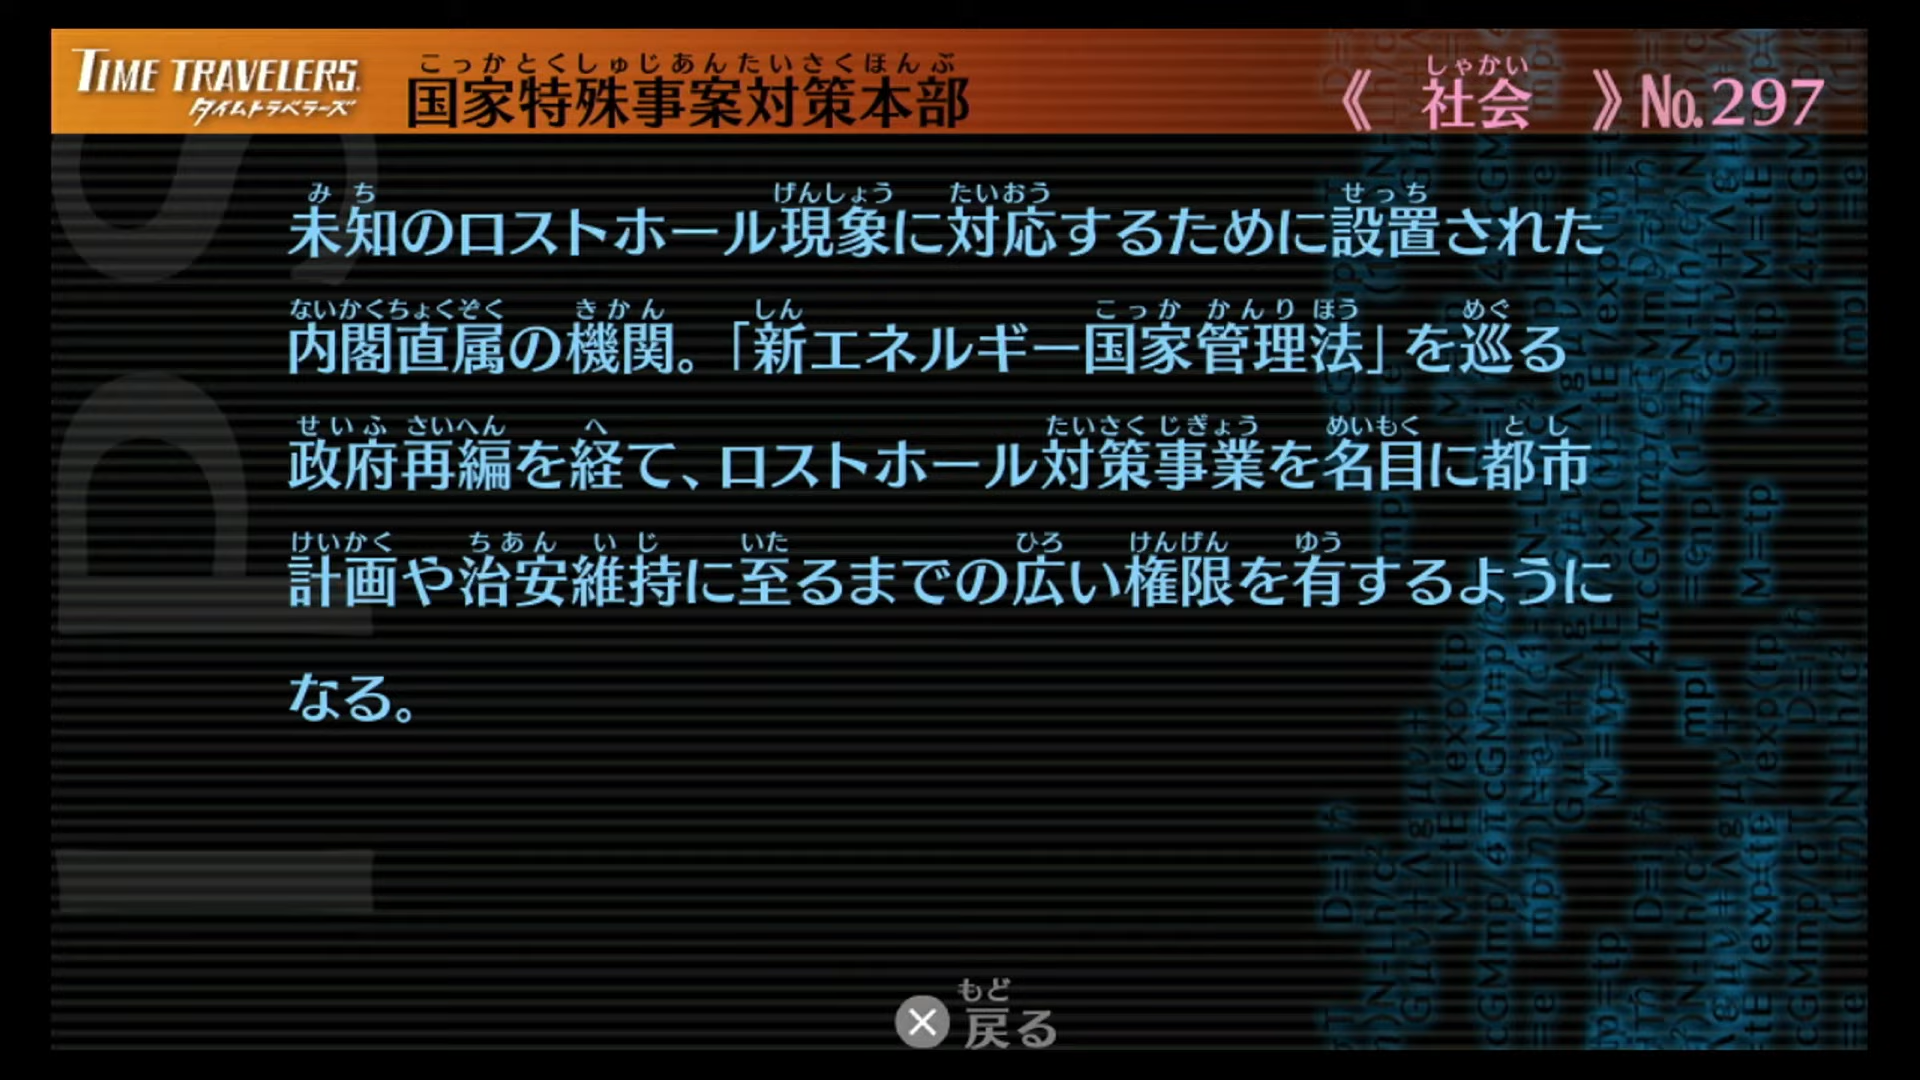 TIME TRAVELERS
タイムトラベラーズ
こっかとくしゅじあんたいさくほんぶ
国家特殊事案対策本部
しゃかい
《 社会 》No.297
みち げんしょう たいおう せっち
未知のロストホール現象に対応するために設置された
ないかくちょくぞく きかん しん こっか かんり ほう めぐ
内閣直属の機関。「新エネルギー国家管理法」を巡る
せいふ さいへん へ たいさく じぎょう めいもく とし
政府再編を経て、ロストホール対策事業を名目に都市
けいかく ちあん いじ いた ひろ けんげん ゆう
計画や治安維持に至るまでの広い権限を有するように
なる。
もど
戻る